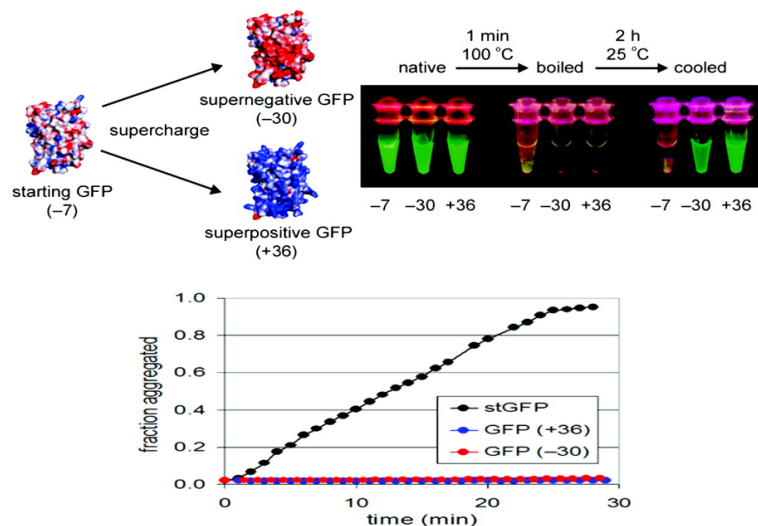 supernegative GFP
(–30)
supercharge
starting GFP
(–7)
superpositive GFP
(+36)
1 min
100 °C
2 h
25 °C
native
boiled
cooled
–7 –30 +36
–7 –30 +36
–7 –30 +36
fraction aggregated
1.0
0.8
0.6
0.4
0.2
0.0
stGFP
GFP (+36)
GFP (–30)
0 10 20 30
time (min)